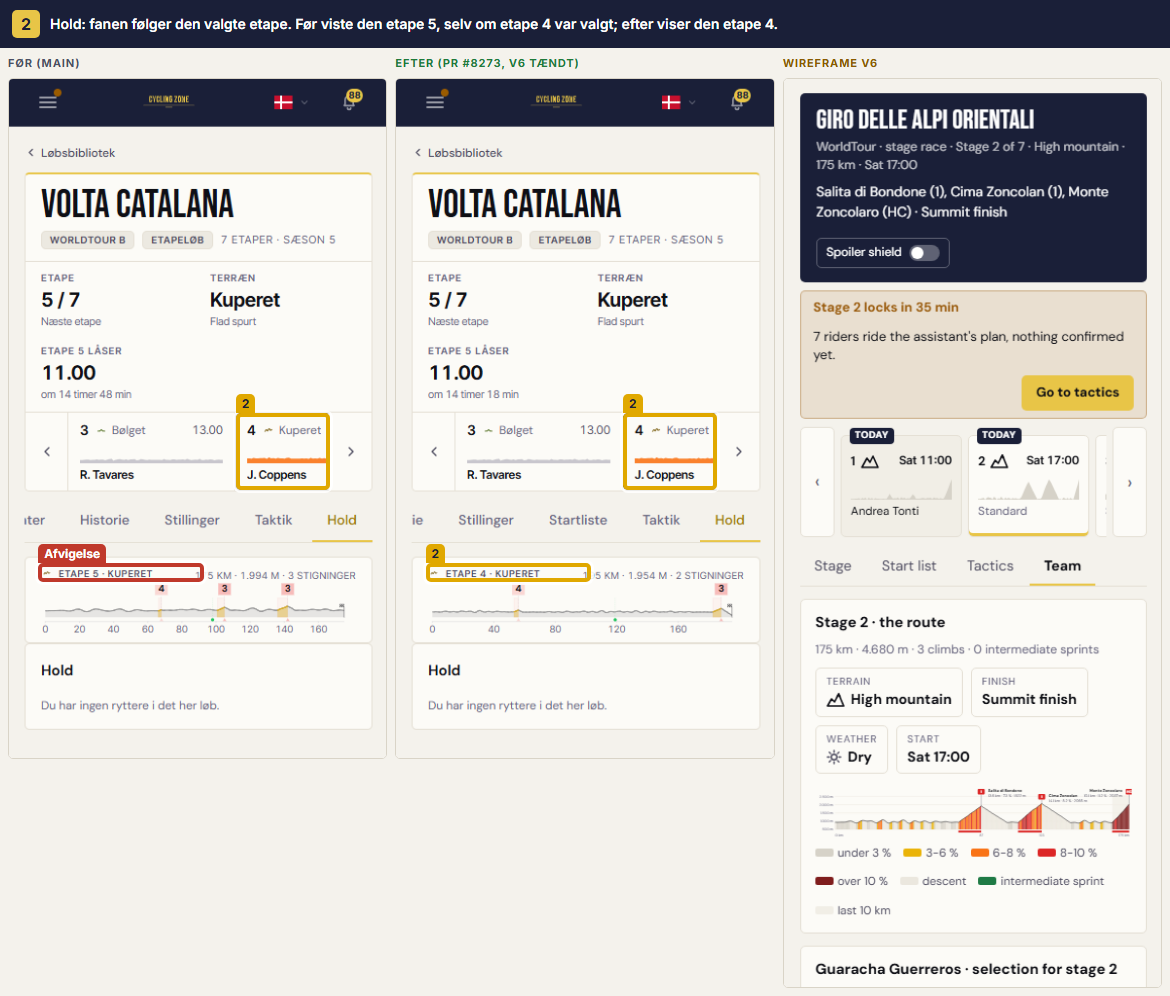 2 Hold: fanen følger den valgte etape. Før viste den etape 5, selv om etape 4 var valgt; efter viser den etape 4.
FØR (MAIN)
CYCLING ZONE
88
Løbsbibliotek
VOLTA CATALANA
WORLDTOUR B ETAPELØB 7 ETAPER · SÆSON 5
ETAPE TERRÆN
5 / 7 Kuperet
Næste etape Flad spurt
ETAPE 5 LÅSER
11.00
om 14 timer 48 min
2
3 Bølget 13.00 4 Kuperet
R. Tavares J. Coppens
ter Historie Stillinger Taktik Hold
Afvigelse
ETAPE 5 · KUPERET 5 KM · 1.994 M · 3 STIGNINGER
4 3 3
0 20 40 60 80 100 120 140 160
Hold
Du har ingen ryttere i det her løb.
EFTER (PR #8273, V6 TÆNDT)
CYCLING ZONE
88
Løbsbibliotek
VOLTA CATALANA
WORLDTOUR B ETAPELØB 7 ETAPER · SÆSON 5
ETAPE TERRÆN
5 / 7 Kuperet
Næste etape Flad spurt
ETAPE 5 LÅSER
11.00
om 14 timer 18 min
2
3 Bølget 13.00 4 Kuperet
R. Tavares J. Coppens
ie Stillinger Startliste Taktik Hold
2
ETAPE 4 · KUPERET 5 KM · 1.954 M · 2 STIGNINGER
4 3
0 40 80 120 160
Hold
Du har ingen ryttere i det her løb.
WIREFRAME V6
GIRO DELLE ALPI ORIENTALI
WorldTour · stage race · Stage 2 of 7 · High mountain ·
175 km · Sat 17:00
Salita di Bondone (1), Cima Zoncolan (1), Monte
Zoncolaro (HC) · Summit finish
Spoiler shield
Stage 2 locks in 35 min
7 riders ride the assistant's plan, nothing confirmed
yet.
Go to tactics
TODAY TODAY
1 Sat 11:00 2 Sat 17:00
Andrea Tonti Standard
Stage Start list Tactics Team
Stage 2 · the route
175 km · 4.680 m · 3 climbs · 0 intermediate sprints
TERRAIN FINISH
High mountain Summit finish
WEATHER START
Dry Sat 17:00
Salita di Bondone Cima Zoncolan Monte Zoncolaro
under 3 % 3–6 % 6–8 % 8–10 %
over 10 % descent intermediate sprint
last 10 km
Guaracha Guerreros · selection for stage 2